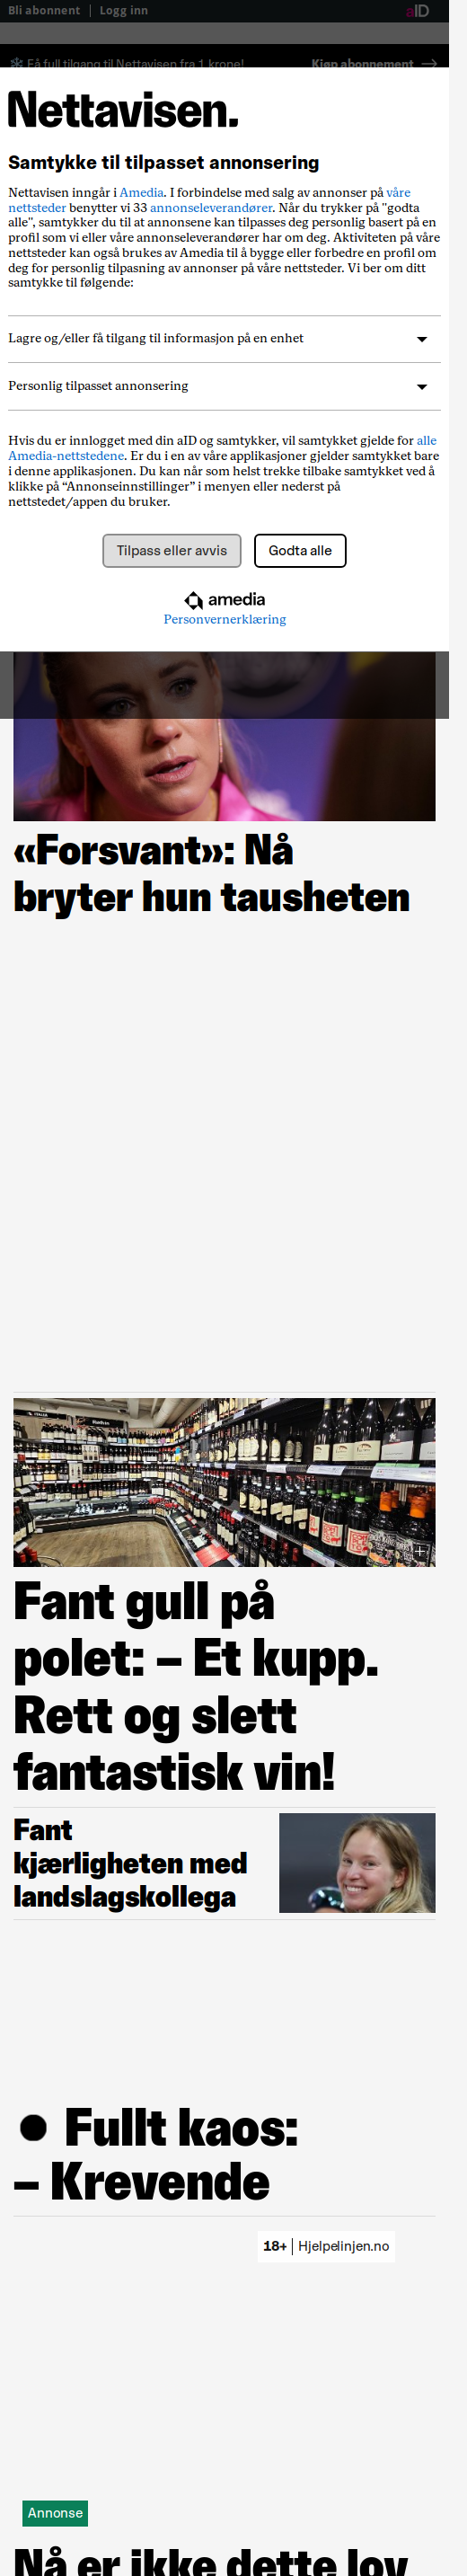 Bli abonnent | Logg inn
aID
Få full tilgang til Nettavisen fra 1 krone!
Kjøp abonnement →
Nettavisen.
Samtykke til tilpasset annonsering
Nettavisen inngår i Amedia. I forbindelse med salg av annonser på våre
nettsteder benytter vi 33 annonseleverandører. Når du trykker på "godta
alle", samtykker du til at annonsene kan tilpasses deg personlig basert på en
profil som vi eller våre annonseleverandører har om deg. Aktiviteten på våre
nettsteder kan også brukes av Amedia til å bygge eller forbedre en profil om
deg for personlig tilpasning av annonser på våre nettsteder. Vi ber om ditt
samtykke til følgende:
Lagre og/eller få tilgang til informasjon på en enhet
Personlig tilpasset annonsering
Hvis du er innlogget med din aID og samtykker, vil samtykket gjelde for alle
Amedia-nettstedene. Er du i en av våre applikasjoner gjelder samtykket bare
i denne applikasjonen. Du kan når som helst trekke tilbake samtykket ved å
klikke på “Annonseinnstillinger” i menyen eller nederst på
nettstedet/appen du bruker.
Tilpass eller avvis
Godta alle
amedia
Personvernerklæring
«Forsvant»: Nå
bryter hun tausheten
Fant gull på
polet: – Et kupp.
Rett og slett
fantastisk vin!
Fant
kjærligheten med
landslagskollega
● Fullt kaos:
– Krevende
18+ | Hjelpelinjen.no
Annonse
Nå er ikke dette lov